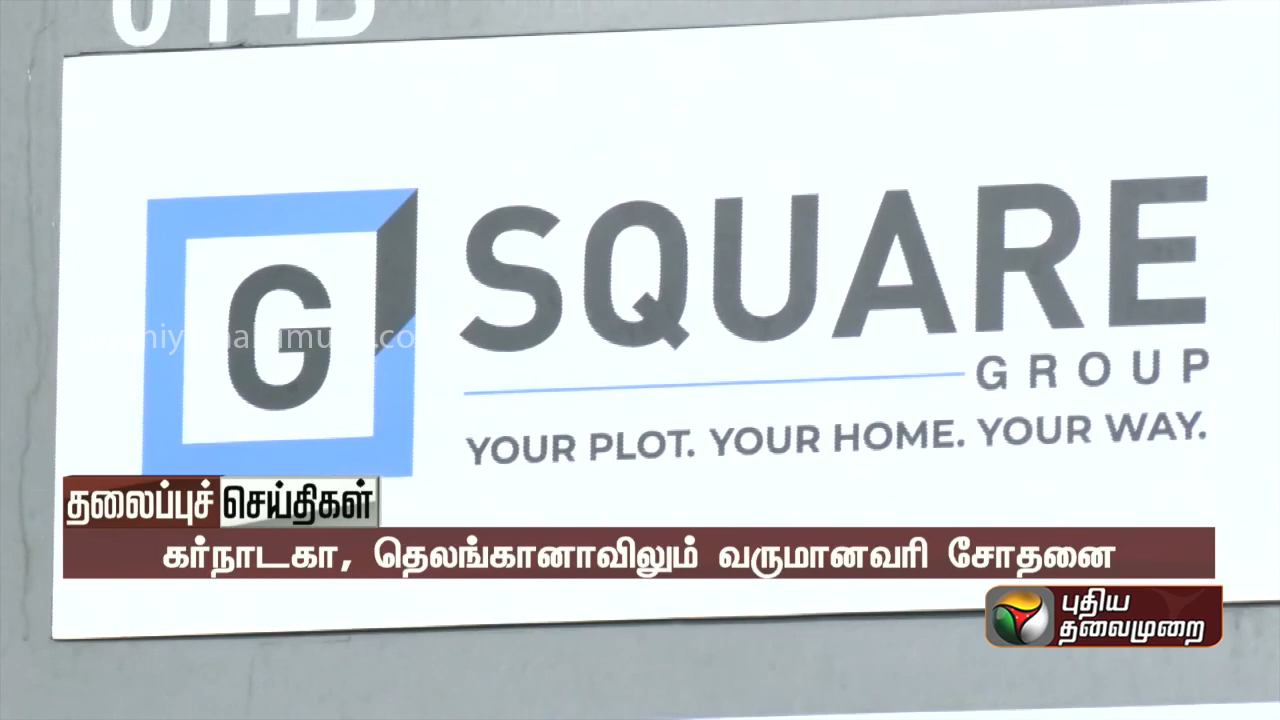 G
SQUARE
GROUP
YOUR PLOT. YOUR HOME. YOUR WAY.
தலைப்புச் செய்திகள்
கர்நாடகா, தெலங்கானாவிலும் வருமானவரி சோதனை
புதிய
தலைமுறை